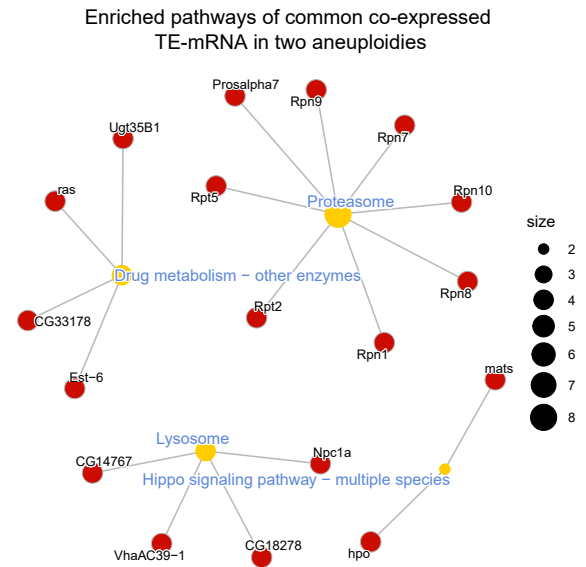 Enriched pathways of common co-expressed
TE-mRNA in two aneuploidies
Prosalpha7
Rpn9
Ugt35B1
Rpn7
ras
Rpt5
Proteasome
Rpn10
size
2
Drug metabolism − other enzymes
3
Rpn8
4
Rpt2
CG33178
5
Rpn1
6
mats
Est−6
7
8
Lysosome
CG14767
Npc1a
Hippo signaling pathway − multiple species
VhaAC39−1
CG18278
hpo